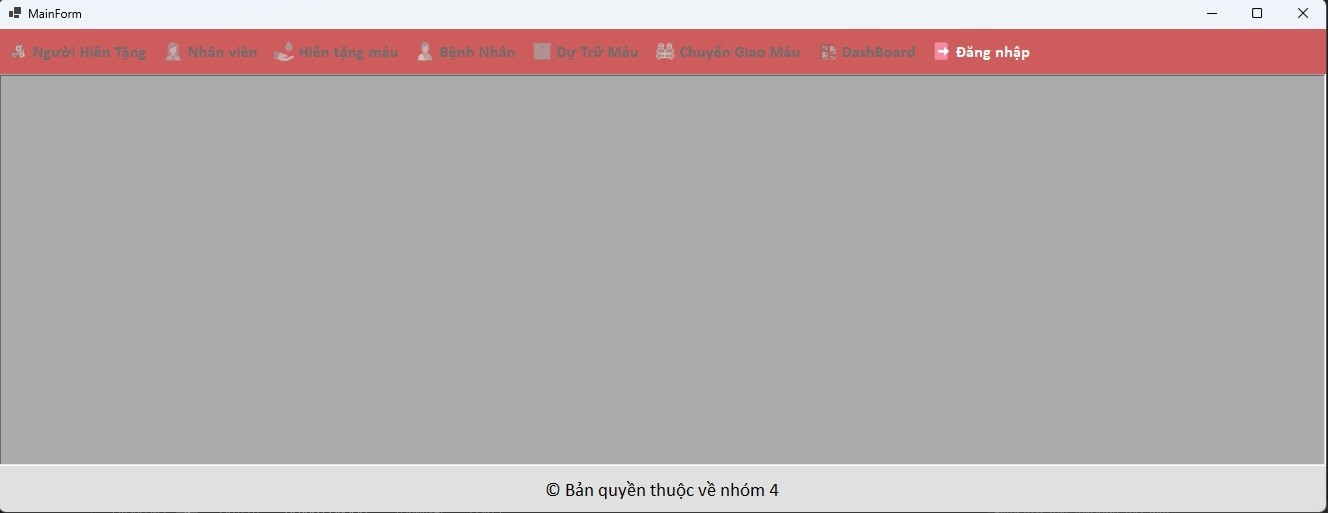 MainForm
Người Hiến Tặng Nhân viên Hiến tặng máu Bệnh Nhân Dự Trữ Máu Chuyển Giao Máu DashBoard Đăng nhập
© Bản quyền thuộc về nhóm 4